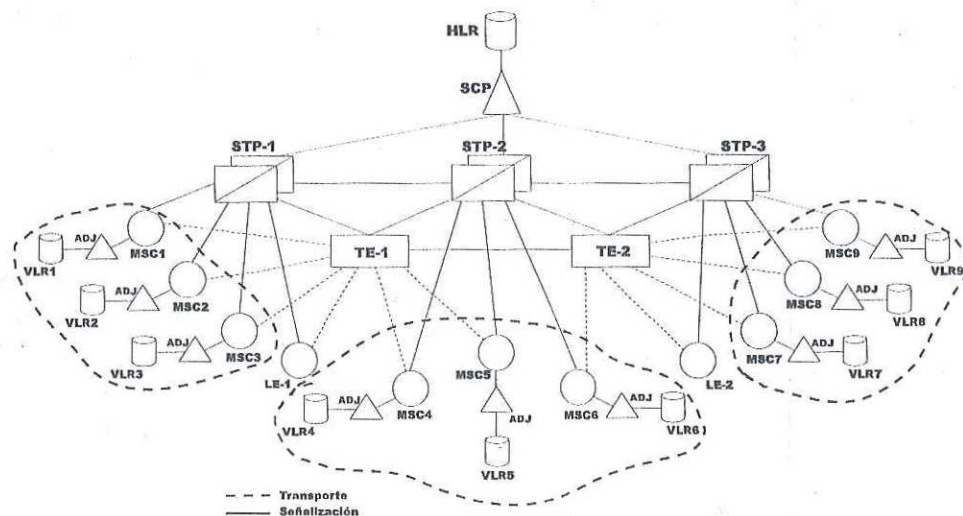 HLR
SCP
STP-1
STP-2
STP-3
ADJ
MSC1
VLR1
TE-1
TE-2
MSC9
ADJ
VLR9
ADJ
MSC2
VLR2
MSC8
ADJ
VLR8
ADJ
MSC3
VLR3
LE-1
MSC5
LE-2
MSC7
ADJ
VLR7
ADJ
MSC4
VLR4
ADJ
VLR5
MSC6
ADJ
VLR6
Transporte
Señalización